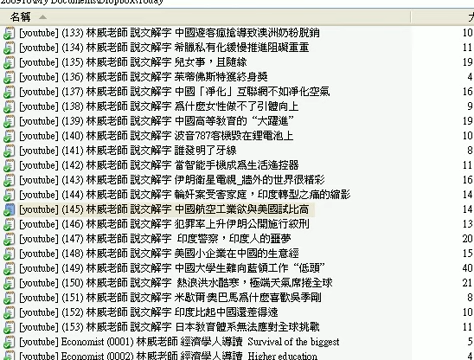 名稱
[youtube] (133) 林威老師 說文解字 中國遊客瘋搶導致澳洲奶粉脫銷
[youtube] (134) 林威老師 說文解字 希臘私有化緩慢推進阻礙重重
[youtube] (135) 林威老師 說文解字 兒女事，且隨緣
[youtube] (136) 林威老師 說文解字 萊蒂佛斯特獲終身獎
[youtube] (137) 林威老師 說文解字 中國「凈化」互聯網不如凈化空氣
[youtube] (138) 林威老師 說文解字 爲什麽女性做不了引體向上
[youtube] (139) 林威老師 說文解字 中國高等教育的“大躍進”
[youtube] (140) 林威老師 說文解字 波音787客機毀在鋰電池上
[youtube] (141) 林威老師 說文解字 誰發明了牙線
[youtube] (142) 林威老師 說文解字 當智能手機成爲生活遙控器
[youtube] (143) 林威老師 說文解字 伊朗衛星電視_牆外的世界很精彩
[youtube] (144) 林威老師 說文解字 輪奸案受害家庭，印度轉型之痛的縮影
[youtube] (145) 林威老師 說文解字 中國航空工業欲與美國試比高
[youtube] (146) 林威老師 說文解字 犯罪率上升伊朗公開施行絞刑
[youtube] (147) 林威老師 說文解字 印度警察，印度人的噩夢
[youtube] (148) 林威老師 說文解字 美國小企業在中國的生意經
[youtube] (149) 林威老師 說文解字 中國大學生難向藍領工作“低頭”
[youtube] (150) 林威老師 說文解字 熱浪洪水酷寒，極端天氣席捲全球
[youtube] (151) 林威老師 說文解字 米歇爾·奧巴馬爲什麽喜歡吳季剛
[youtube] (152) 林威老師 說文解字 印度比起中國還差得遠
[youtube] (153) 林威老師 說文解字 日本教育體系無法應對全球挑戰
[youtube] Economist (0001) 林威老師 經濟學人導讀 Survival of the biggest
[youtube] Economist (0002) 林威老師 經濟學人導讀 Higher education